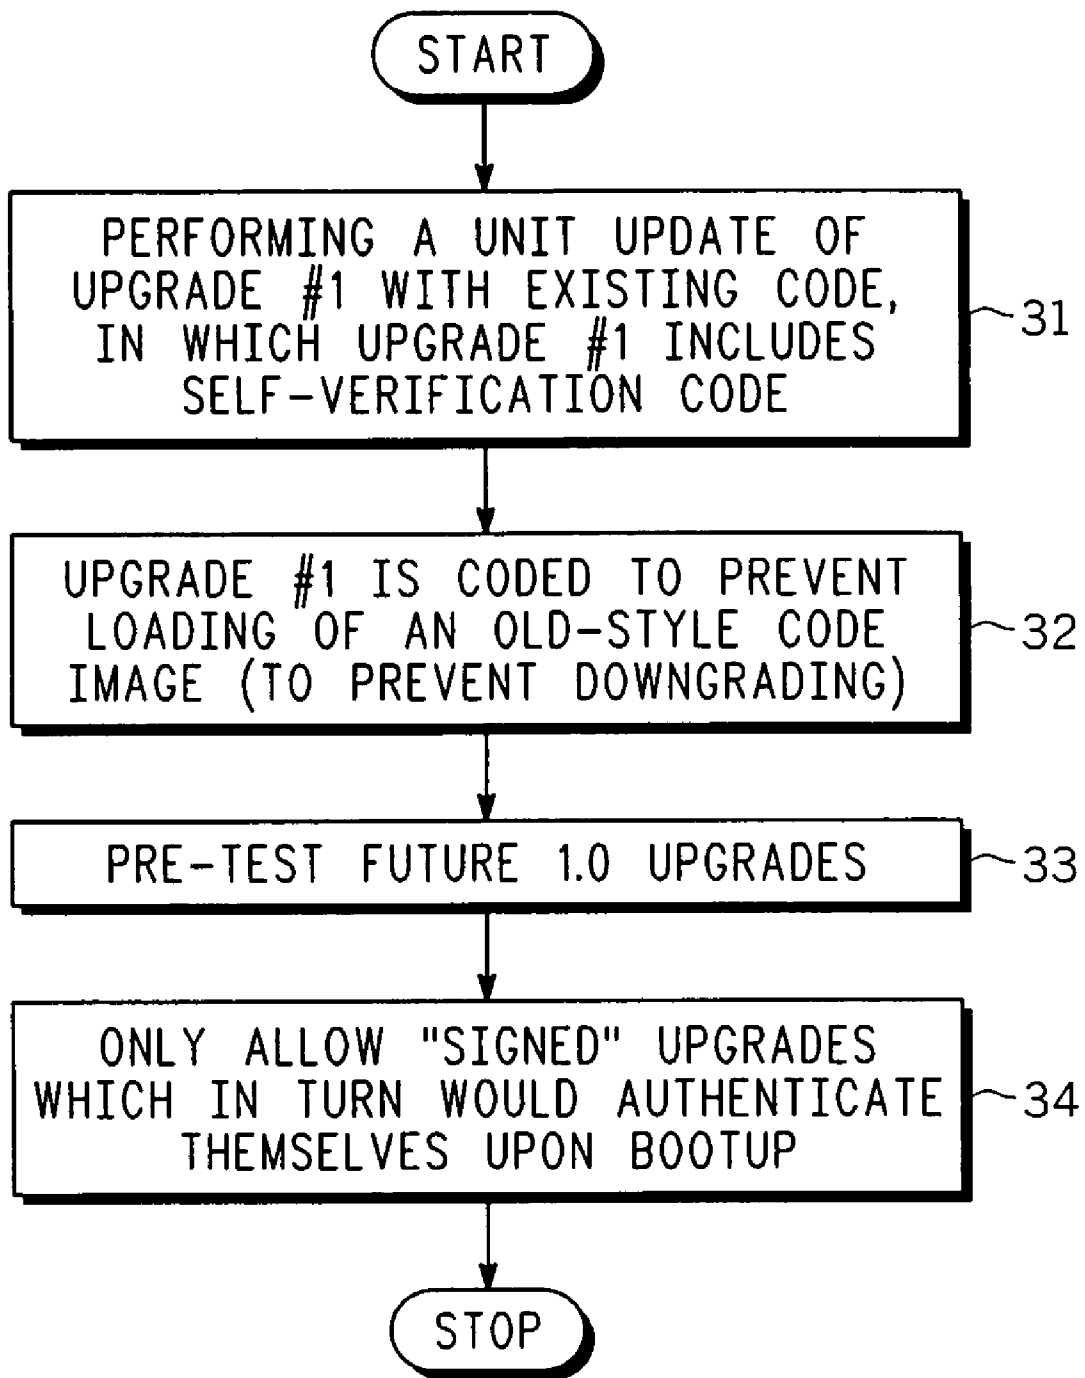 START
PERFORMING A UNIT UPDATE OF
UPGRADE #1 WITH EXISTING CODE,
IN WHICH UPGRADE #1 INCLUDES
SELF-VERIFICATION CODE
31
UPGRADE #1 IS CODED TO PREVENT
LOADING OF AN OLD-STYLE CODE
IMAGE (TO PREVENT DOWNGRADING)
32
PRE-TEST FUTURE 1.0 UPGRADES
33
ONLY ALLOW "SIGNED" UPGRADES
WHICH IN TURN WOULD AUTHENTICATE
THEMSELVES UPON BOOTUP
34
STOP